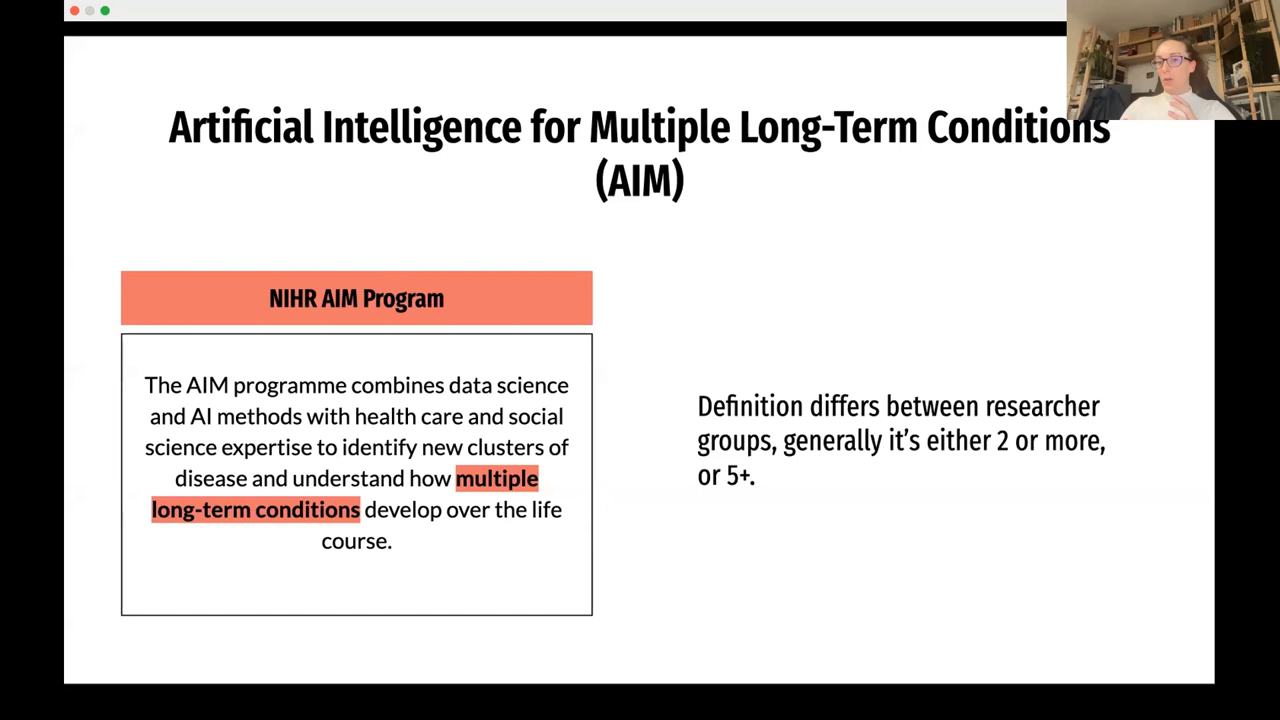 Artificial Intelligence for Multiple Long-Term Conditions
(AIM)
NIHR AIM Program
The AIM programme combines data science
and AI methods with health care and social
science expertise to identify new clusters of
disease and understand how multiple
long-term conditions develop over the life
course.
Definition differs between researcher
groups, generally it's either 2 or more,
or 5+.